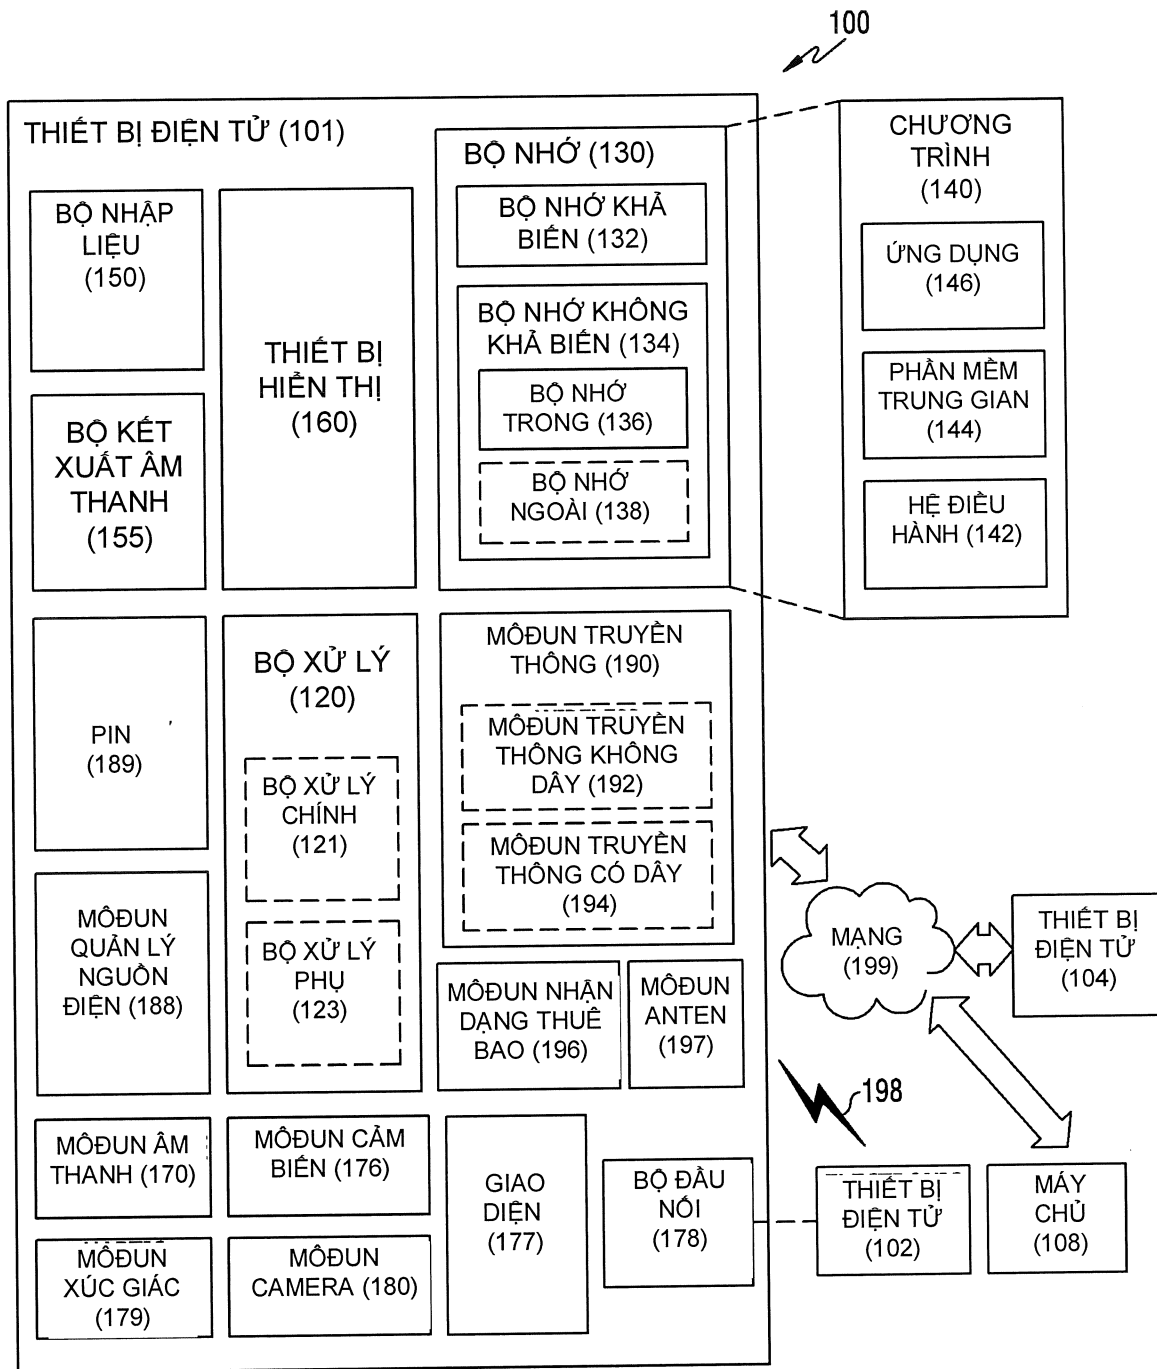 100
THIẾT BỊ ĐIỆN TỬ (101)
BỘ NHẬP
LIỆU
(150)
BỘ KẾT
XUẤT ÂM
THANH
(155)
THIẾT BỊ
HIỂN THỊ
(160)
BỘ NHỚ (130)
BỘ NHỚ KHẢ
BIẾN (132)
BỘ NHỚ KHÔNG
KHẢ BIẾN (134)
BỘ NHỚ
TRONG (136)
BỘ NHỚ
NGOÀI (138)
CHƯƠNG
TRÌNH
(140)
ỨNG DỤNG
(146)
PHẦN MỀM
TRUNG GIAN
(144)
HỆ ĐIỀU
HÀNH (142)
PIN
(189)
BỘ XỬ LÝ
(120)
BỘ XỬ LÝ
CHÍNH
(121)
BỘ XỬ LÝ
PHỤ
(123)
MÔĐUN TRUYỀN
THÔNG (190)
MÔĐUN TRUYỀN
THÔNG KHÔNG
DÂY (192)
MÔĐUN TRUYỀN
THÔNG CÓ DÂY
(194)
MÔĐUN
QUẢN LÝ
NGUỒN
ĐIỆN (188)
MÔĐUN NHẬN
DẠNG THUÊ
BAO (196)
MÔĐUN
ANTEN
(197)
MẠNG
(199)
THIẾT BỊ
ĐIỆN TỬ
(104)
198
MÔĐUN ÂM
THANH (170)
MÔĐUN CẢM
BIẾN (176)
GIAO
DIỆN
(177)
BỘ ĐẦU
NỐI
(178)
THIẾT BỊ
ĐIỆN TỬ
(102)
MÁY
CHỦ
(108)
MÔĐUN
XÚC GIÁC
(179)
MÔĐUN
CAMERA (180)